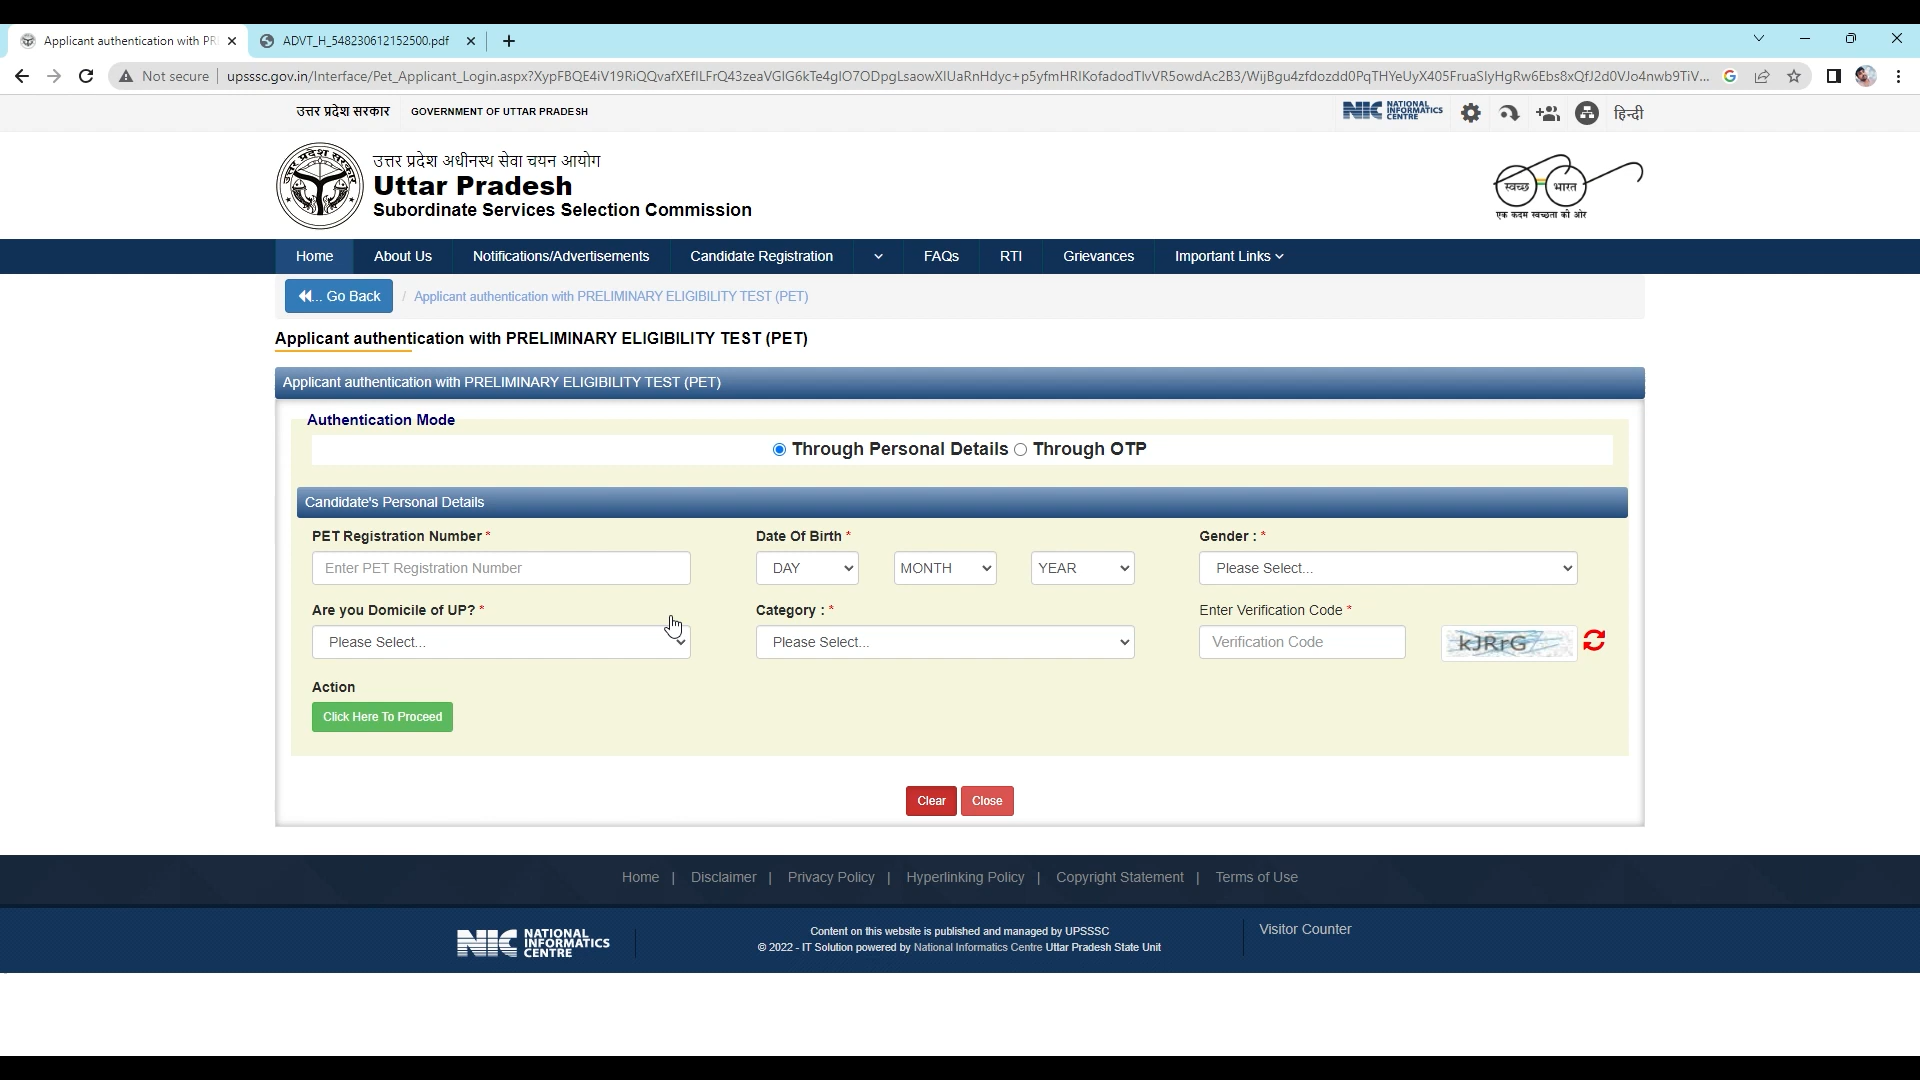 Applicant authentication with PR
ADVT_H_548230612152500.pdf
Not secure
upsssc.gov.in/Interface/Pet_Applicant_Login.aspx?
उत्तर प्रदेश सरकार
GOVERNMENT OF UTTAR PRADESH
NIC NATIONAL INFORMATICS CENTRE
हिन्दी
उत्तर प्रदेश अधीनस्थ सेवा चयन आयोग
Uttar Pradesh
Subordinate Services Selection Commission
स्वच्छ भारत
एक कदम स्वच्छता की ओर
Home
About Us
Notifications/Advertisements
Candidate Registration
FAQs
RTI
Grievances
Important Links
... Go Back
/ Applicant authentication with PRELIMINARY ELIGIBILITY TEST (PET)
Applicant authentication with PRELIMINARY ELIGIBILITY TEST (PET)
Applicant authentication with PRELIMINARY ELIGIBILITY TEST (PET)
Authentication Mode
Through Personal Details
Through OTP
Candidate's Personal Details
PET Registration Number *
Date Of Birth *
Gender : *
Enter PET Registration Number
DAY
MONTH
YEAR
Please Select...
Are you Domicile of UP? *
Category : *
Enter Verification Code *
Please Select...
Please Select...
Verification Code
kJRrG
Action
Click Here To Proceed
Clear
Close
Home | Disclaimer | Privacy Policy | Hyperlinking Policy | Copyright Statement | Terms of Use
NIC NATIONAL INFORMATICS CENTRE
Content on this website is published and managed by UPSSSC
© 2022 - IT Solution powered by National Informatics Centre Uttar Pradesh State Unit
Visitor Counter